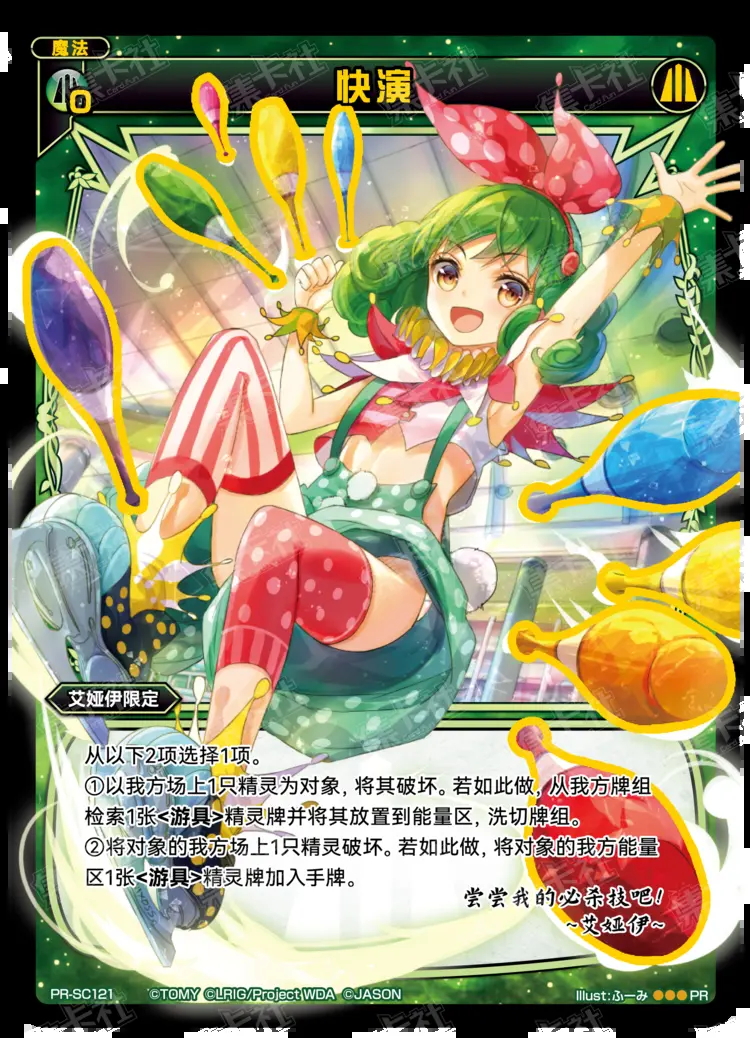 魔法
0
快演
艾娅伊限定
从以下2项选择1项。
①以我方场上1只精灵为对象，将其破坏。若如此做，从我方牌组
检索1张<游具>精灵牌并将其放置到能量区，洗切牌组。
②将对象的我方场上1只精灵破坏。若如此做，将对象的我方能量
区1张<游具>精灵牌加入手牌。
尝尝我的必杀技吧！
~艾娅伊~
PR-SC121 ©TOMY ©LRIG/Project WDA ©JASON Illust:ふーみ PR
集卡社